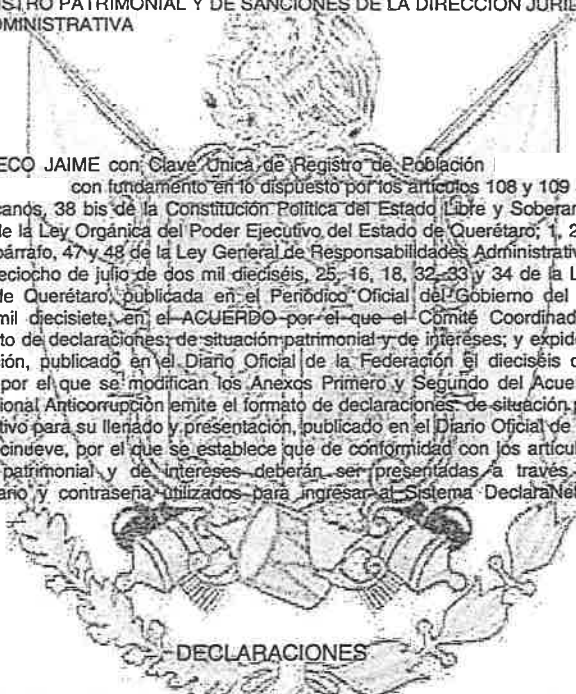 ISTRO PATRIMONIAL Y DE SANCIONES DE LA DIRECCIÓN JURÍD
DMINISTRATIVA
ECO JAIME con Clave Única de Registro de Población
con fundamento en lo dispuesto por los artículos 108 y 109
canos, 38 bis de la Constitución Política del Estado Libre y Soberan
de la Ley Orgánica del Poder Ejecutivo del Estado de Querétaro; 1, 2
párrafo, 47 y 48 de la Ley General de Responsabilidades Administrativ
eciocho de julio de dos mil dieciséis, 25, 16, 18, 32, 33 y 34 de la L
de Querétaro, publicada en el Periódico Oficial del Gobierno del
mil diecisiete, en el ACUERDO por el que el Comité Coordinad
to de declaraciones: de situación patrimonial y de intereses; y expid
ción, publicado en el Diario Oficial de la Federación el dieciséis d
por el que se modifican los Anexos Primero y Segundo del Acue
ional Anticorrupción emite el formato de declaraciones: de situación p
tivo para su llenado y presentación, publicado en el Diario Oficial de
cinueve, por el que se establece que de conformidad con los artícul
patrimonial y de intereses deberán ser presentadas a través
ario y contraseña utilizados para ingresar al Sistema DeclaraNe
DECLARACIONES